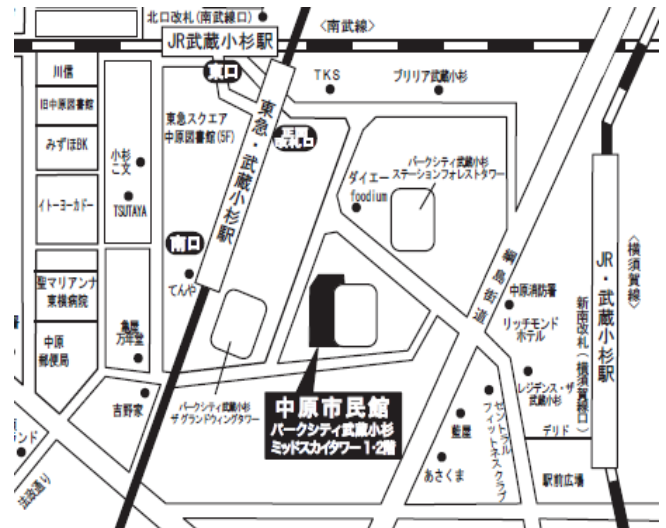 北口改札(南武線口)
〈南武線〉
JR武蔵小杉駅
川信
東口
TKS
ブリリア武蔵小杉
旧中原図書館
東急スクエア
中原図書館(5F)
正面
改札口
東急・武蔵小杉駅
みずほBK
小杉
ご文
パークシティ武蔵小杉
ステーションフォレストタワー
ダイエー
foodium
イトーヨーカドー
TSUTAYA
南口
綱島街道
〈横須賀線〉
JR・武蔵小杉駅
てんや
聖マリアンナ
東横病院
中原消防署
新南改札(横須賀線口)
リッチモンド
ホテル
亀屋
万年堂
中原
郵便局
署
レジデンス・ザ
武蔵小杉
吉野家
パークシティ武蔵小杉
ザ グランドウィングタワー
中原市民館
パークシティ武蔵小杉
ミッドスカイタワー1・2階
セントラル
フィットネスクラブ
藍屋
デリド
ランド
あさくま
駅前広場
法政通り